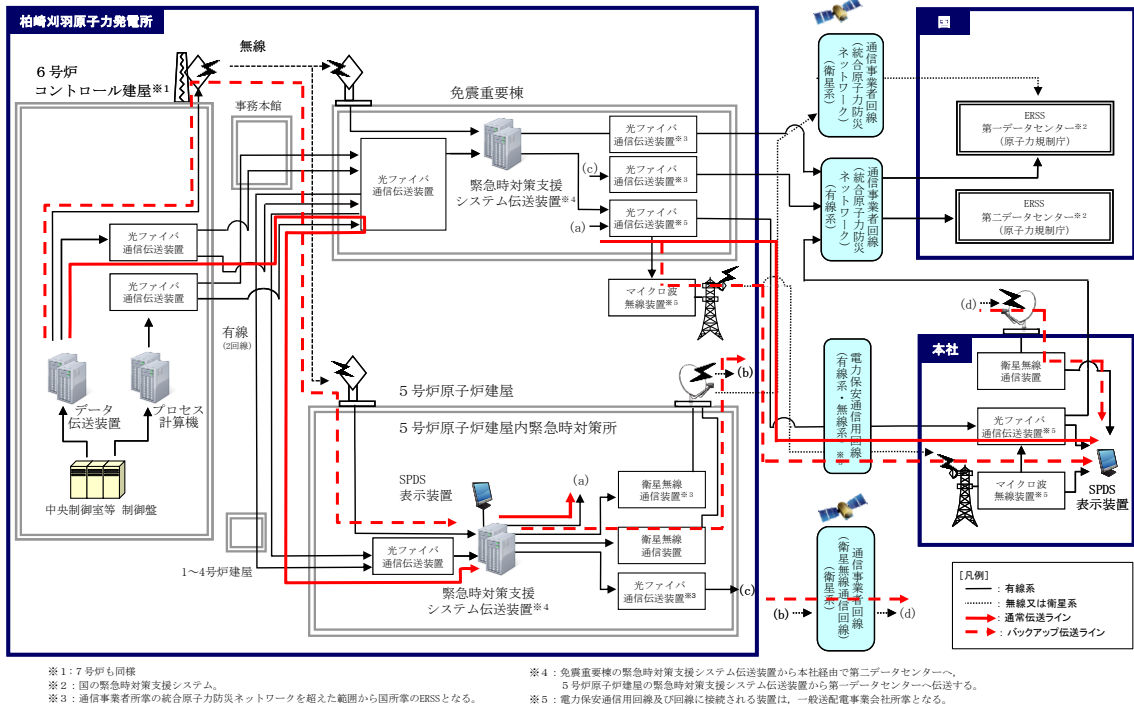 柏崎刈羽原子力発電所
国
無線
6号炉
コントロール建屋※1
事務本館
免震重要棟
光ファイバ
通信伝送装置
緊急時対策支援
システム伝送装置※4
光ファイバ
通信伝送装置※3
(c)
光ファイバ
通信伝送装置※3
(a)
光ファイバ
通信伝送装置※5
マイクロ波
無線装置※5
通信事業者回線
(統合原子力防災
ネットワーク)
(衛星系)
通信事業者回線
(統合原子力防災
ネットワーク)
(有線系)
ERSS
第一データセンター※2
(原子力規制庁)
ERSS
第二データセンター※2
(原子力規制庁)
光ファイバ
通信伝送装置
光ファイバ
通信伝送装置
有線
(2回線)
データ
伝送装置
プロセス
計算機
中央制御室等 制御盤
1~4号炉建屋
5号炉原子炉建屋
5号炉原子炉建屋内緊急時対策所
(b)
SPDS
表示装置
(a)
光ファイバ
通信伝送装置
緊急時対策支援
システム伝送装置※4
衛星無線
通信装置※3
衛星無線
通信装置
光ファイバ
通信伝送装置※3
(c)
電力保安通信用回線
(有線系・無線系)※5
通信事業者回線
(衛星無線通信回線)
(衛星系)
(b)
(d)
(d)
本社
衛星無線
通信装置
光ファイバ
通信伝送装置※5
マイクロ波
無線装置※5
SPDS
表示装置
[凡例]
:有線系
:無線又は衛星系
:通常伝送ライン
:バックアップ伝送ライン
※1:7号炉も同様
※2:国の緊急時対策支援システム。
※3:通信事業者所掌の統合原子力防災ネットワークを超えた範囲から国所掌のERSSとなる。
※4:免震重要棟の緊急時対策支援システム伝送装置から本社経由で第二データセンターへ,
5号炉原子炉建屋の緊急時対策支援システム伝送装置から第一データセンターへ伝送する。
※5:電力保安通信用回線及び回線に接続される装置は,一般送配電事業会社所掌となる。